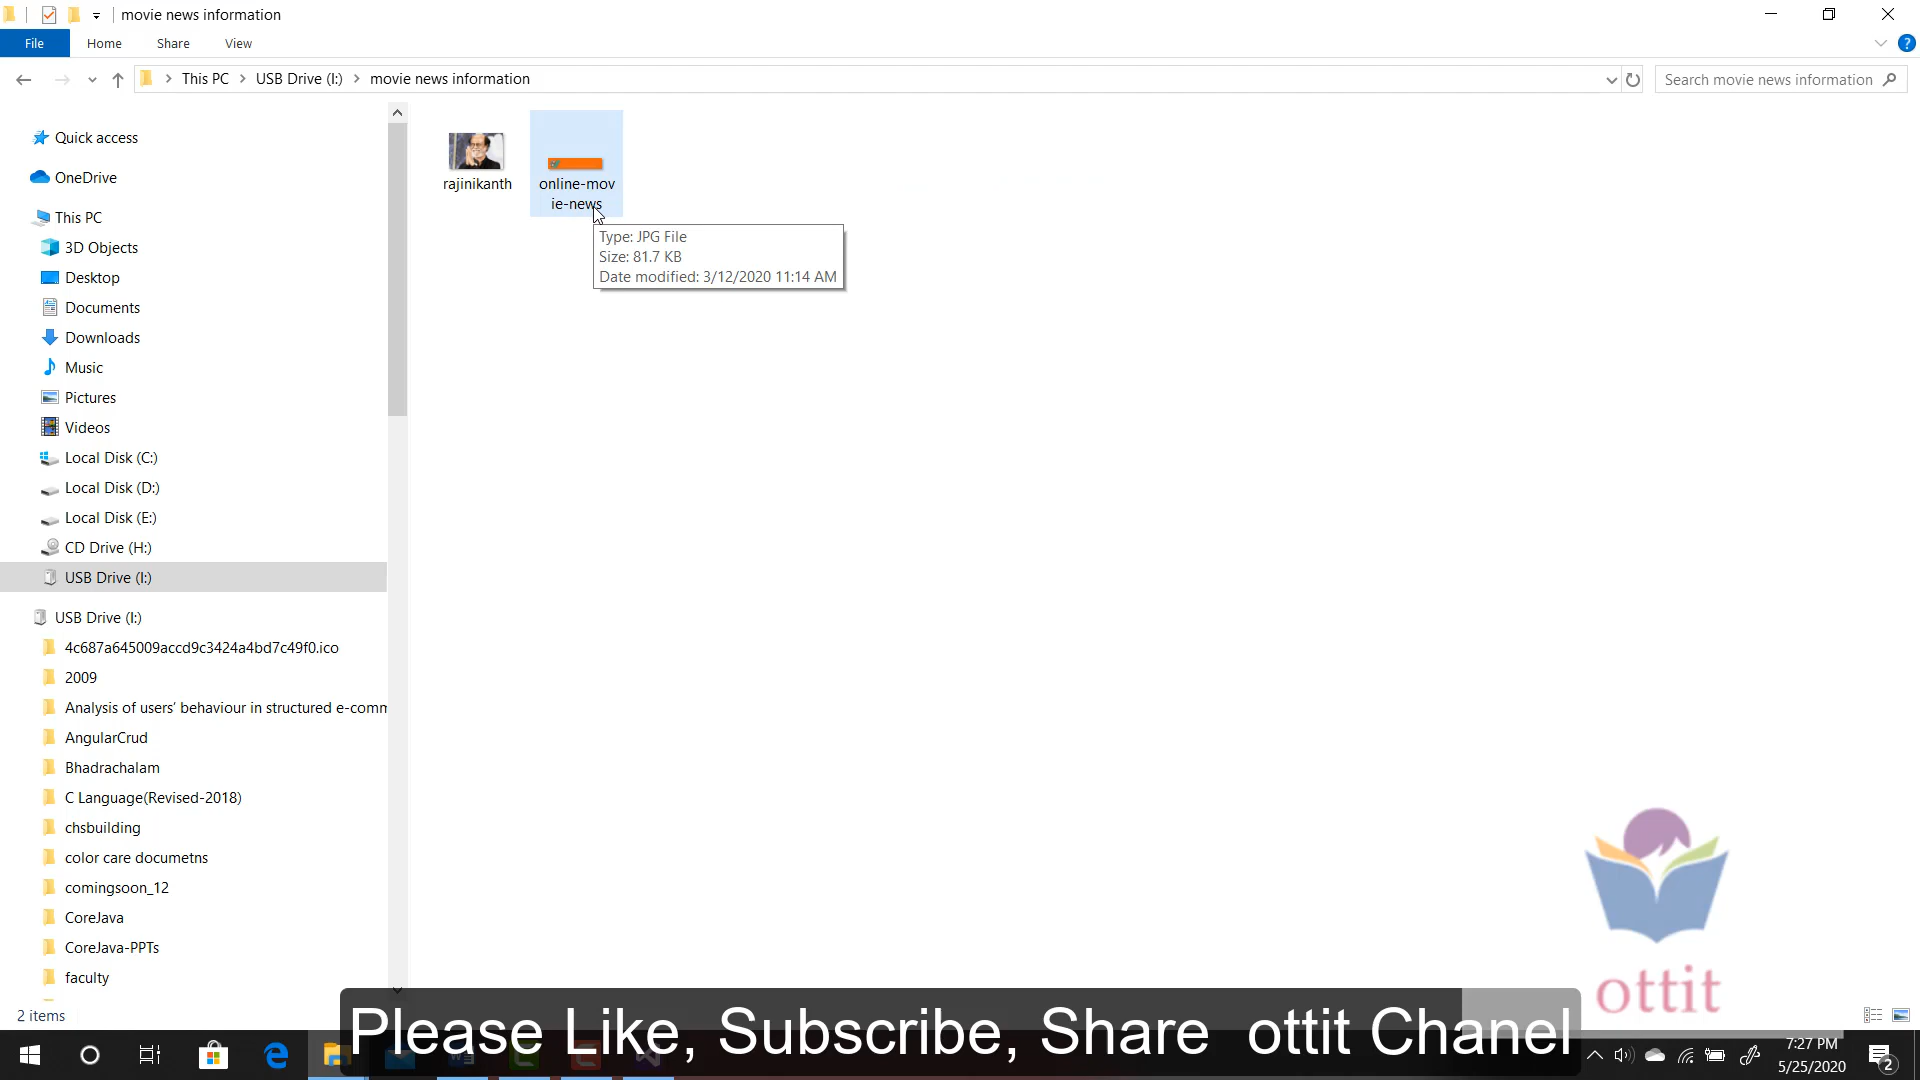 movie news information
File Home Share View
This PC USB Drive (I:) movie news information
Search movie news information
Quick access
OneDrive
This PC
3D Objects
Desktop
Documents
Downloads
Music
Pictures
Videos
Local Disk (C:)
Local Disk (D:)
Local Disk (E:)
CD Drive (H:)
USB Drive (I:)
USB Drive (I:)
4c687a645009accd9c3424a4bd7c49f0.ico
2009
Analysis of users’ behaviour in structured e-comm
AngularCrud
Bhadrachalam
C Language(Revised-2018)
chsbuilding
color care documetns
comingsoon_12
CoreJava
CoreJava-PPTs
faculty
rajinikanth
online-mov
ie-news
Type: JPG File
Size: 81.7 KB
Date modified: 3/12/2020 11:14 AM
ottit
2 items
Please Like, Subscribe, Share ottit Chanel
7:27 PM
5/25/2020
2